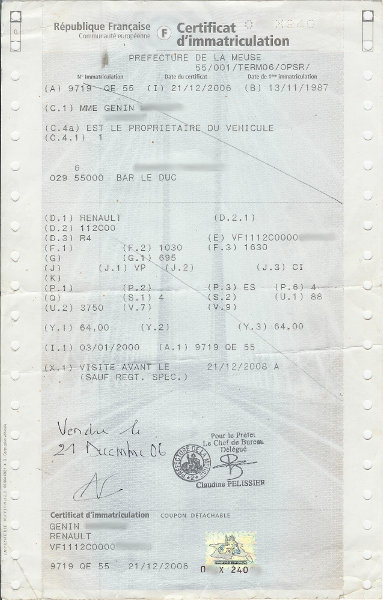 République Française
Communauté européenne
F
Certificat
d'immatriculation
PREFECTURE DE LA MEUSE
55/001/TERM06/OPSR/
N° Immatriculation Date du certificat Date de 1ère immatriculation
(A) 9719 QE 55 (I) 21/12/2006 (B) 13/11/1987
(C.1) MME GENIN
(C.4a) EST LE PROPRIETAIRE DU VEHICULE
(C.4.1) 1
6
029 55000 BAR LE DUC
(D.1) RENAULT (D.2.1)
(D.2) 112C00
(D.3) R4 (E) VF1112C0000
(F.1) (F.2) 1030 (F.3) 1630
(G) (G.1) 695
(J) (J.1) VP (J.2) (J.3) CI
(K)
(P.1) (P.2) (P.3) ES (P.6) 4
(Q) (S.1) 4 (S.2) (U.1) 86
(U.2) 3750 (V.7) (V.9)
(Y.1) 64,00 (Y.2) (Y.3) 64,00
(I.1) 03/01/2000 (A.1) 9719 QE 55
(X.1) VISITE AVANT LE 21/12/2008 A
(SAUF REGT. SPEC.)
Vendu le
21 Décembre 06
Pour le Préfet
Le Chef de Bureau
Délégué
Claudine PELISSIER
Certificat d'immatriculation COUPON DETACHABLE
GENIN
RENAULT
VF1112C0000
9719 QE 55 21/12/2006 0 X 240